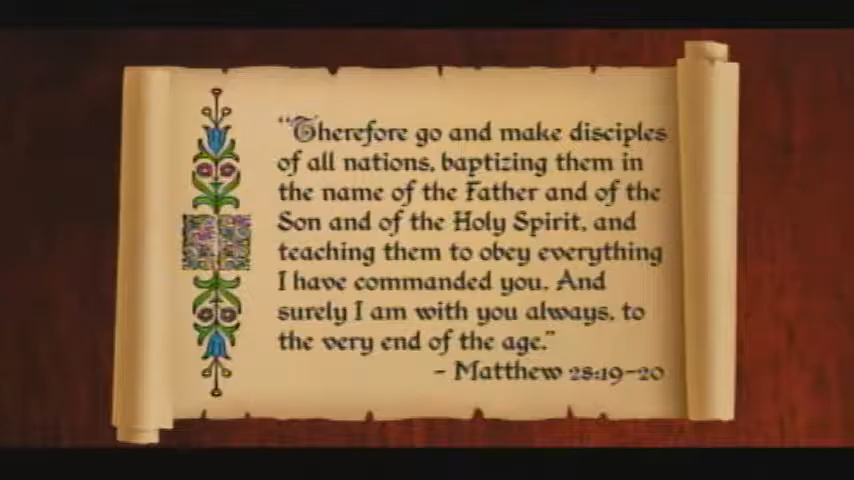 “Therefore go and make disciples
of all nations, baptizing them in
the name of the Father and of the
Son and of the Holy Spirit, and
teaching them to obey everything
I have commanded you. And
surely I am with you always, to
the very end of the age.”
- Matthew 28:19-20